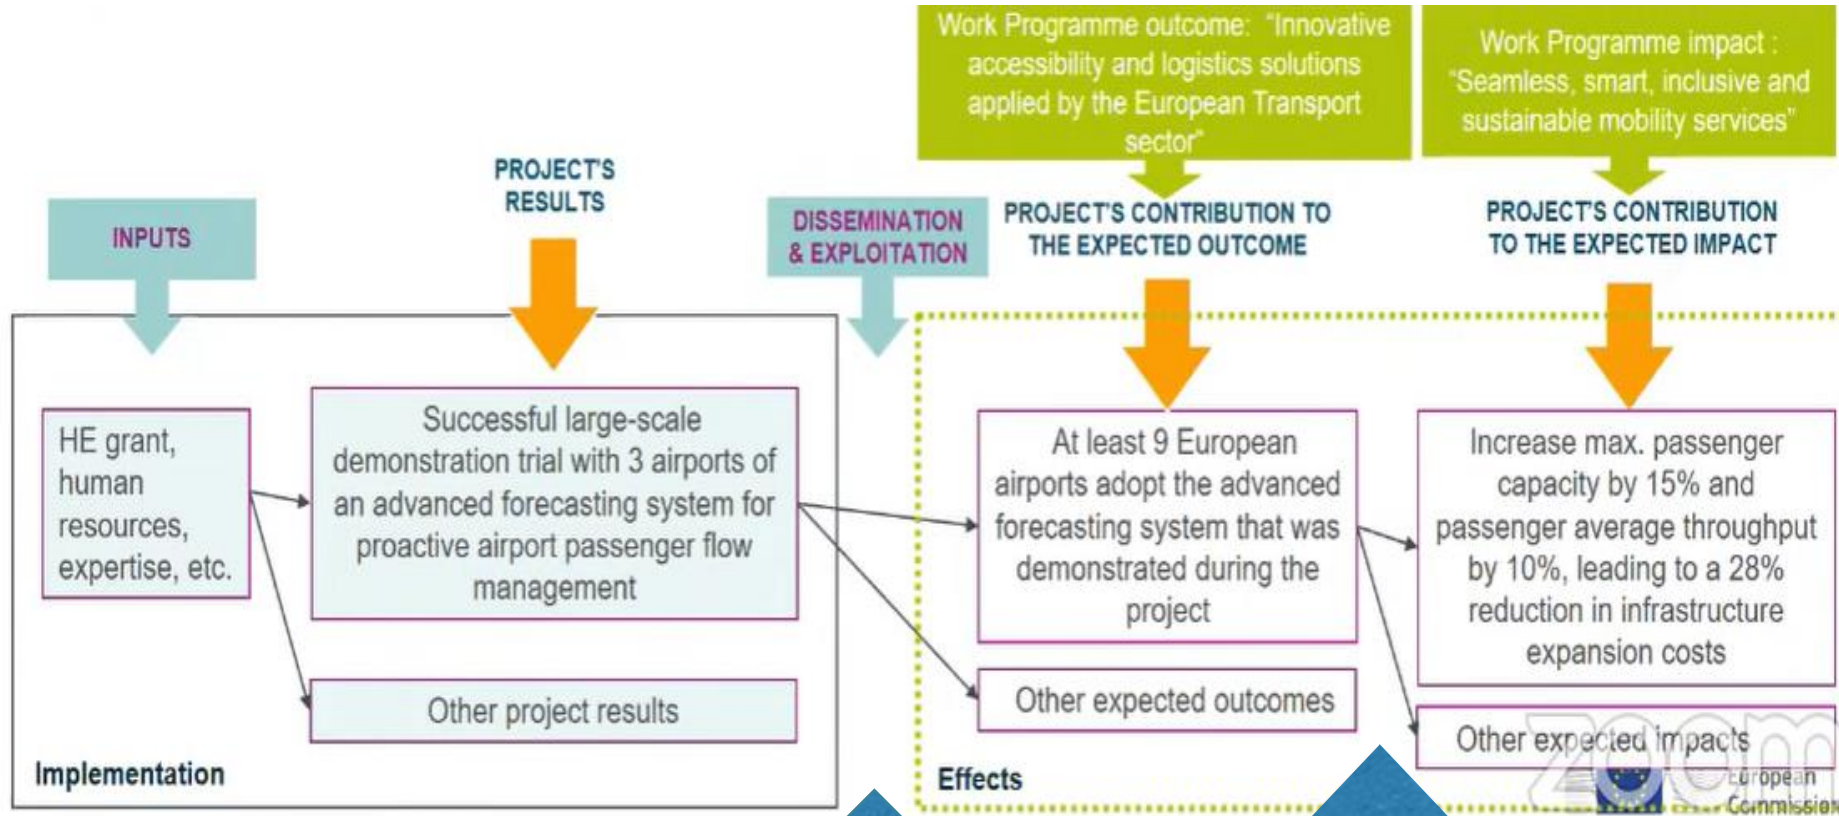 Work Programme outcome: "Innovative
accessibility and logistics solutions
applied by the European Transport
sector"
Work Programme impact :
"Seamless, smart, inclusive and
sustainable mobility services"
PROJECT'S
RESULTS
INPUTS
DISSEMINATION
& EXPLOITATION
PROJECT'S CONTRIBUTION TO
THE EXPECTED OUTCOME
PROJECT'S CONTRIBUTION
TO THE EXPECTED IMPACT
HE grant,
human
resources,
expertise, etc.
Successful large-scale
demonstration trial with 3 airports of
an advanced forecasting system for
proactive airport passenger flow
management
At least 9 European
airports adopt the advanced
forecasting system that was
demonstrated during the
project
Increase max. passenger
capacity by 15% and
passenger average throughput
by 10%, leading to a 28%
reduction in infrastructure
expansion costs
Other project results
Other expected outcomes
Other expected impacts
Implementation
Effects
zoom
European
Commission